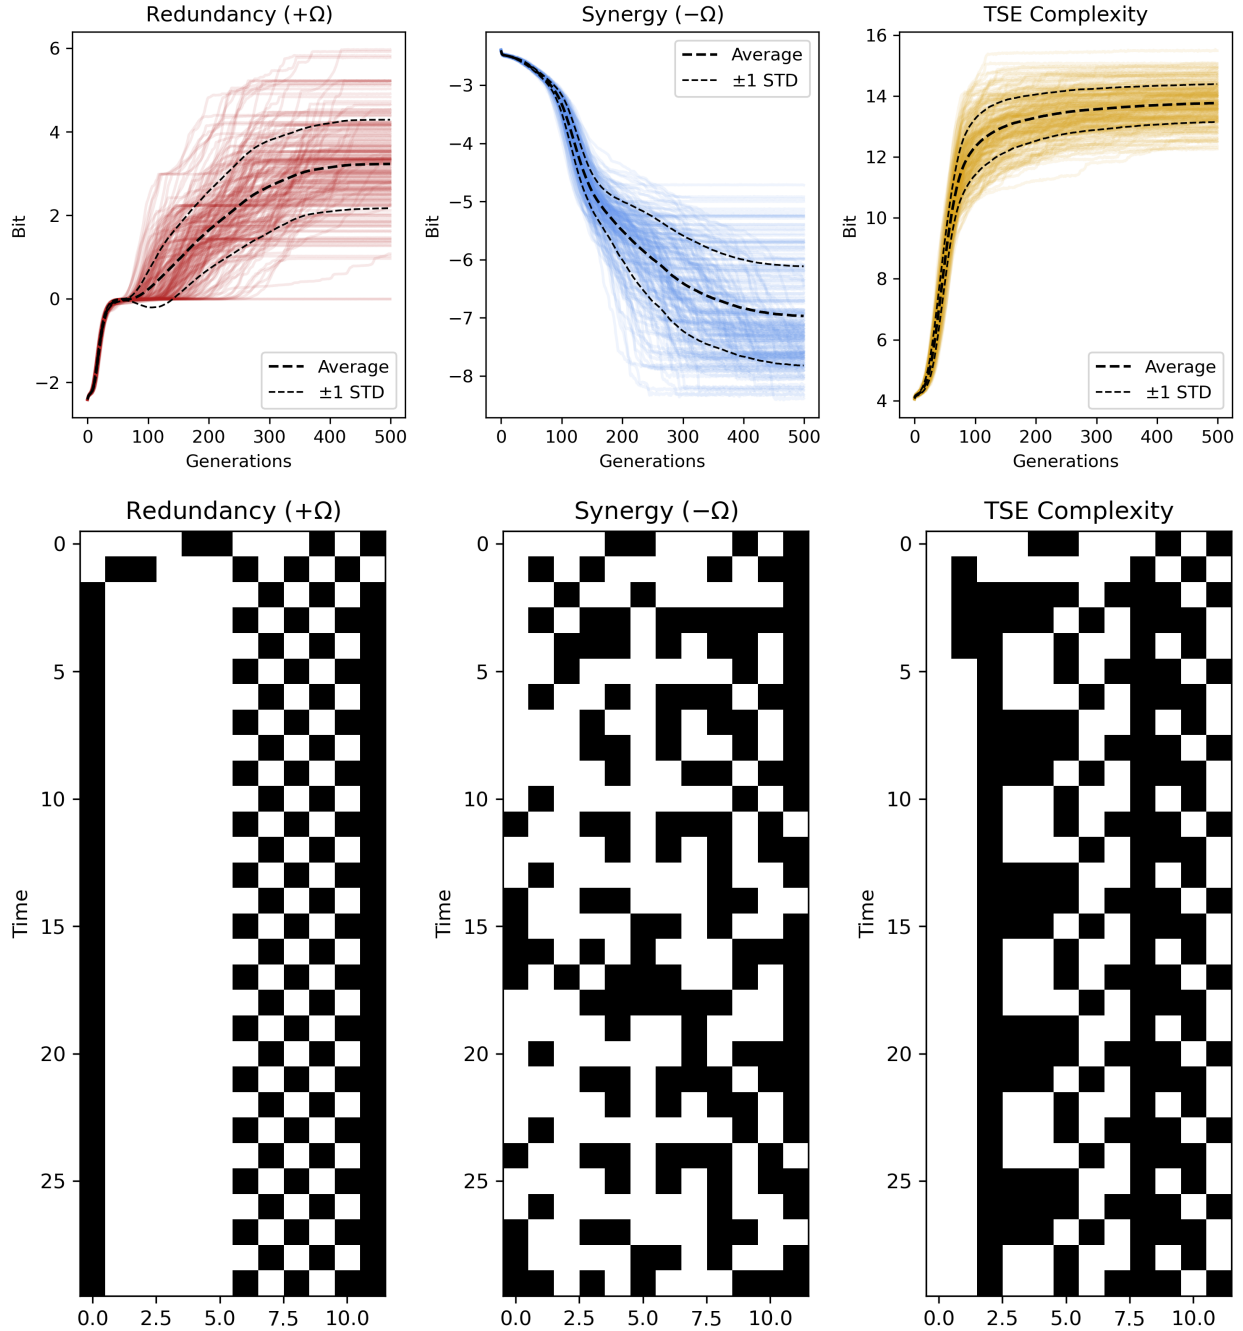 Redundancy (+Ω)
Synergy (−Ω)
TSE Complexity
6
4
2
0
−2
Bit
Average
±1 STD
0 100 200 300 400 500
Generations
−3
−4
−5
−6
−7
−8
Bit
Average
±1 STD
0 100 200 300 400 500
Generations
16
14
12
10
8
6
4
Bit
Average
±1 STD
0 100 200 300 400 500
Generations
Redundancy (+Ω)
Synergy (−Ω)
TSE Complexity
0
5
10
15
20
25
Time
0.0 2.5 5.0 7.5 10.0
0
5
10
15
20
25
Time
0.0 2.5 5.0 7.5 10.0
0
5
10
15
20
25
Time
0.0 2.5 5.0 7.5 10.0